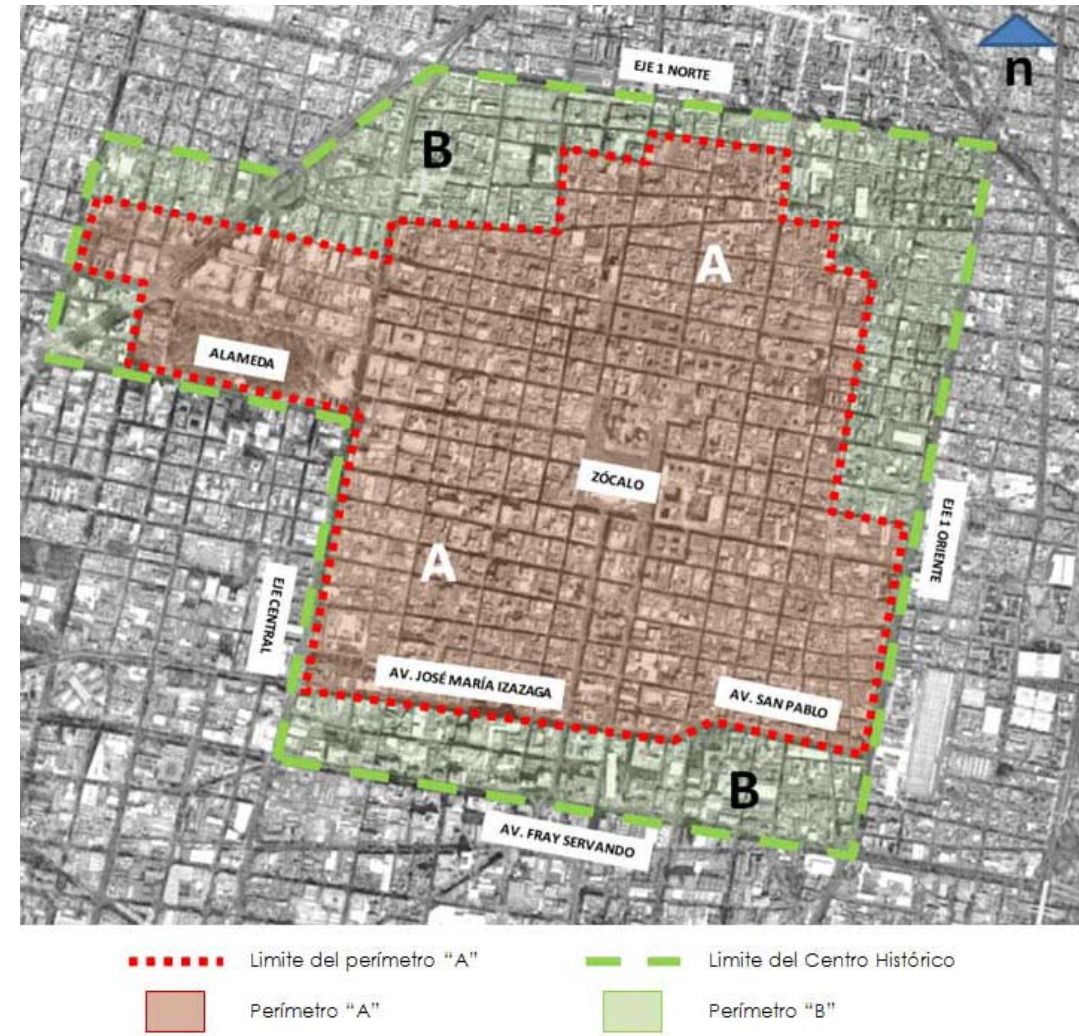 EJE 1 NORTE
n
B
A
ALAMEDA
ZÓCALO
EJE 1 ORIENTE
A
EJE CENTRAL
AV. JOSÉ MARÍA IZAZAGA
AV. SAN PABLO
B
AV. FRAY SERVANDO
Limite del perímetro “A”
Limite del Centro Histórico
Perímetro “A”
Perímetro “B”